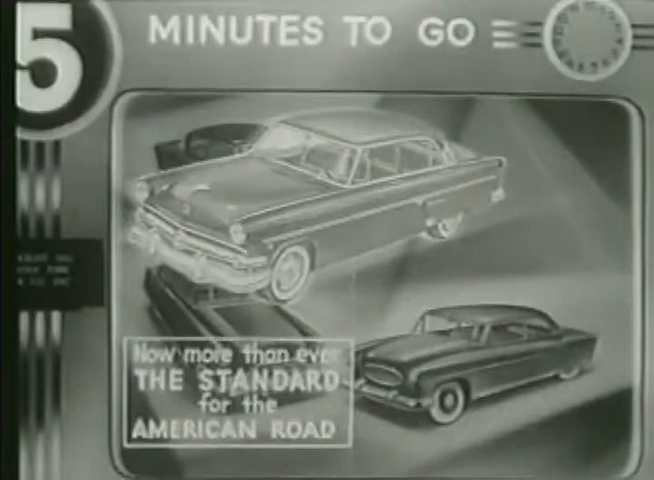 5 MINUTES TO GO
Now more than ever
THE STANDARD
for the
AMERICAN ROAD